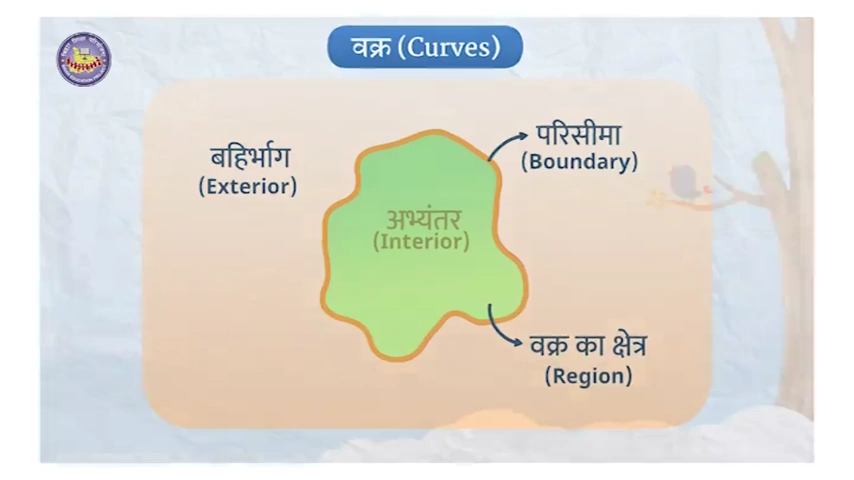 वक्र (Curves)
बहिर्भाग
(Exterior)
परिसीमा
(Boundary)
अभ्यंतर
(Interior)
वक्र का क्षेत्र
(Region)